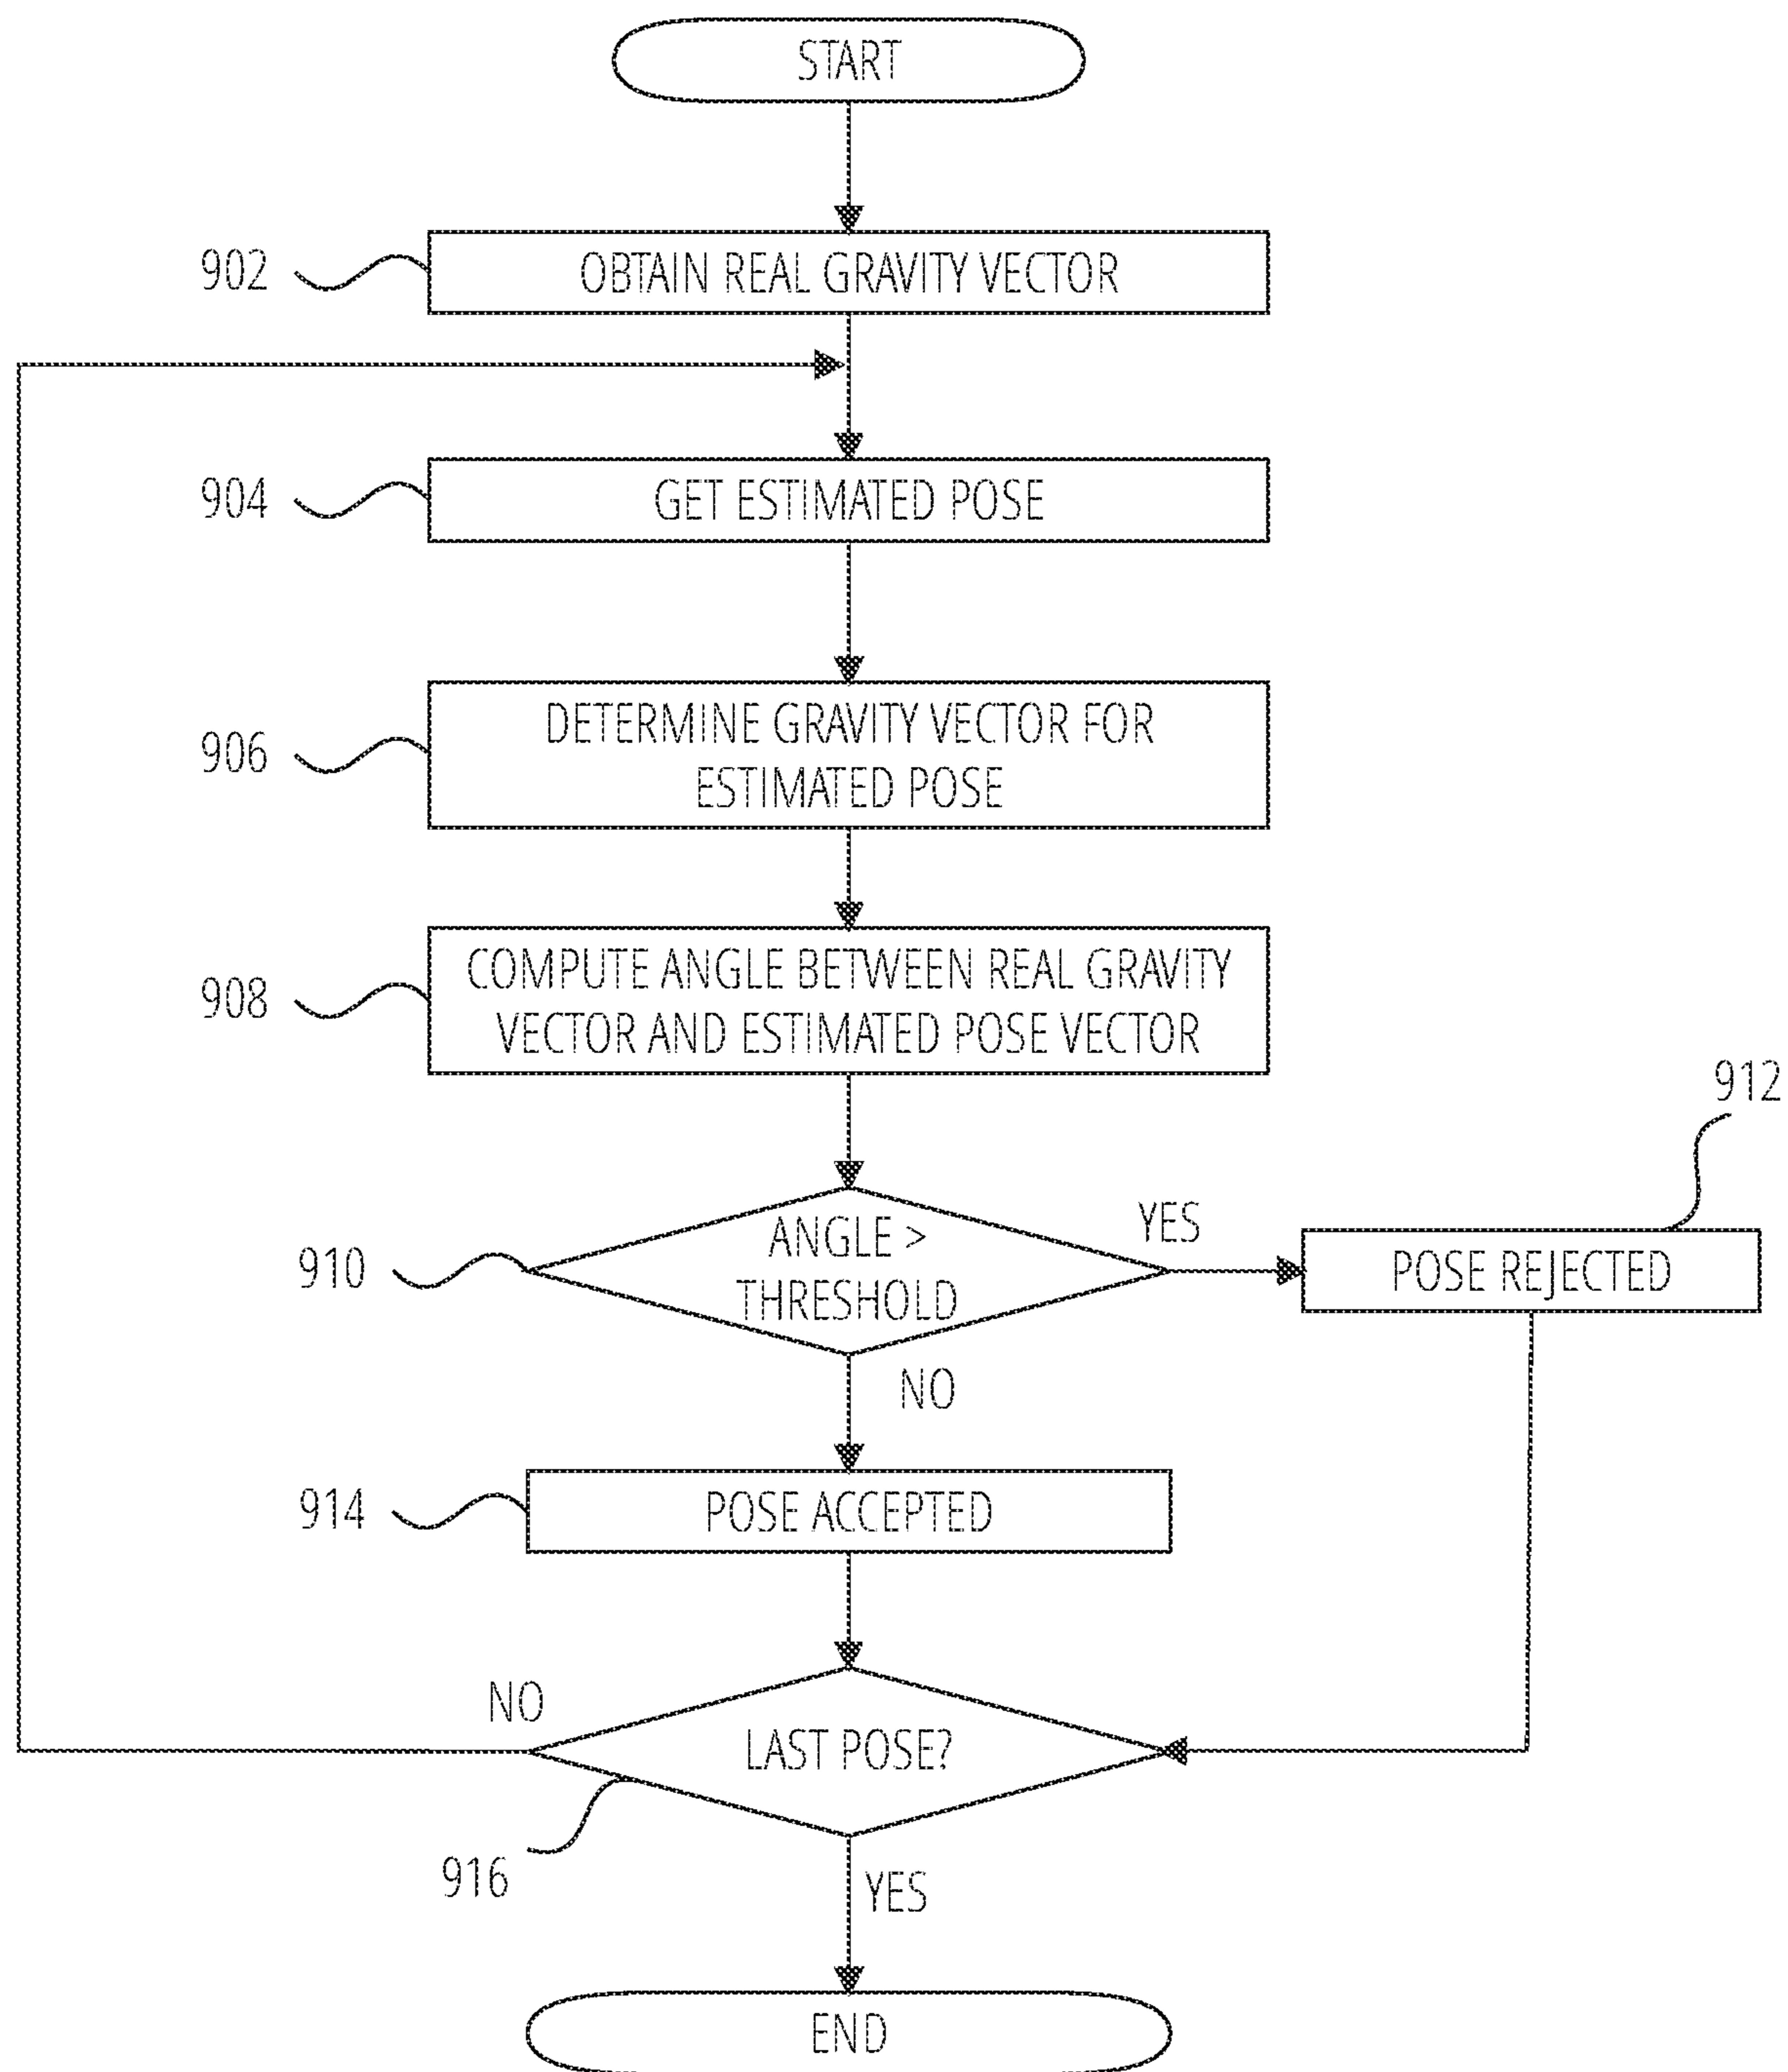 START
902
OBTAIN REAL GRAVITY VECTOR
904
GET ESTIMATED POSE
906
DETERMINE GRAVITY VECTOR FOR
ESTIMATED POSE
908
COMPUTE ANGLE BETWEEN REAL GRAVITY
VECTOR AND ESTIMATED POSE VECTOR
912
910
ANGLE >
THRESHOLD
YES
POSE REJECTED
NO
914
POSE ACCEPTED
NO
LAST POSE?
916
YES
END